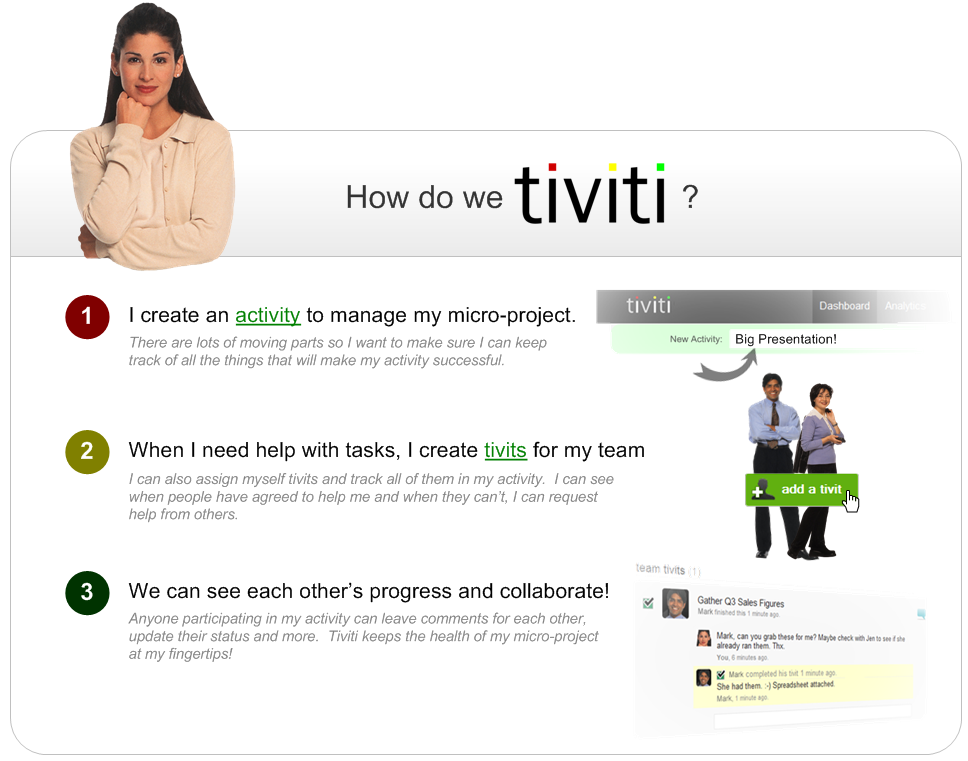 How do we tiviti ?
1
I create an activity to manage my micro-project.
There are lots of moving parts so I want to make sure I can keep
track of all the things that will make my activity successful.
tiviti
Dashboard
Analytics
New Activity: Big Presentation!
2
When I need help with tasks, I create tivits for my team
I can also assign myself tivits and track all of them in my activity. I can see
when people have agreed to help me and when they can't, I can request
help from others.
add a tivit
3
We can see each other's progress and collaborate!
Anyone participating in my activity can leave comments for each other,
update their status and more. Tiviti keeps the health of my micro-project
at my fingertips!
team tivits (1)
Gather Q3 Sales Figures
Mark finished this 1 minute ago.
Mark, can you grab these for me? Maybe check with Jen to see if she
already ran them. Thx.
You, 6 minutes ago.
Mark completed his tivit 1 minute ago.
She had them. :-) Spreadsheet attached.
Mark, 1 minute ago.